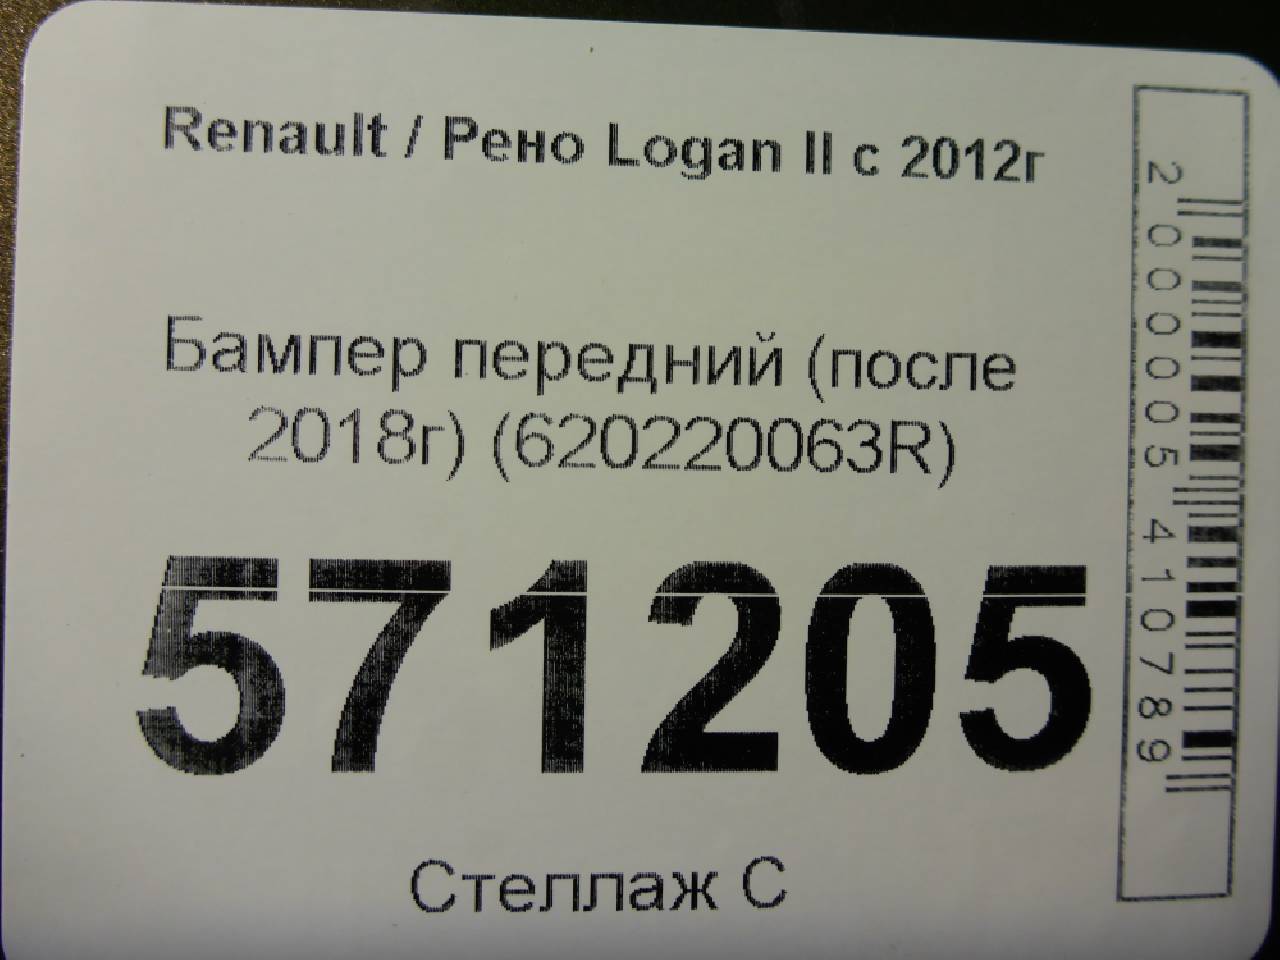 Renault / Рено Logan II с 2012г
Бампер передний (после
2018г) (620220063R)
571205
Стеллаж С
2000005410789